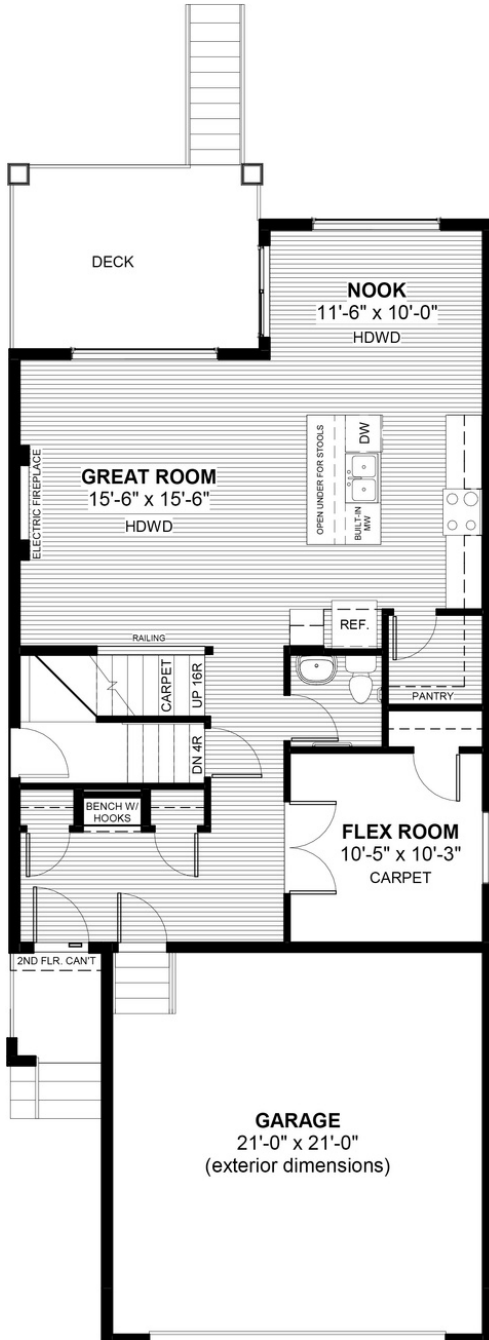 DECK
NOOK
11'-6" x 10'-0"
HDWD
GREAT ROOM
15'-6" x 15'-6"
HDWD
ELECTRIC FIREPLACE
OPEN UNDER FOR STOOLS
DW
BUILT-IN
MW
REF.
RAILING
CARPET
UP 16R
PANTRY
DN 4R
BENCH W/
HOOKS
FLEX ROOM
10'-5" x 10'-3"
CARPET
2ND FLR. CAN'T
GARAGE
21'-0" x 21'-0"
(exterior dimensions)